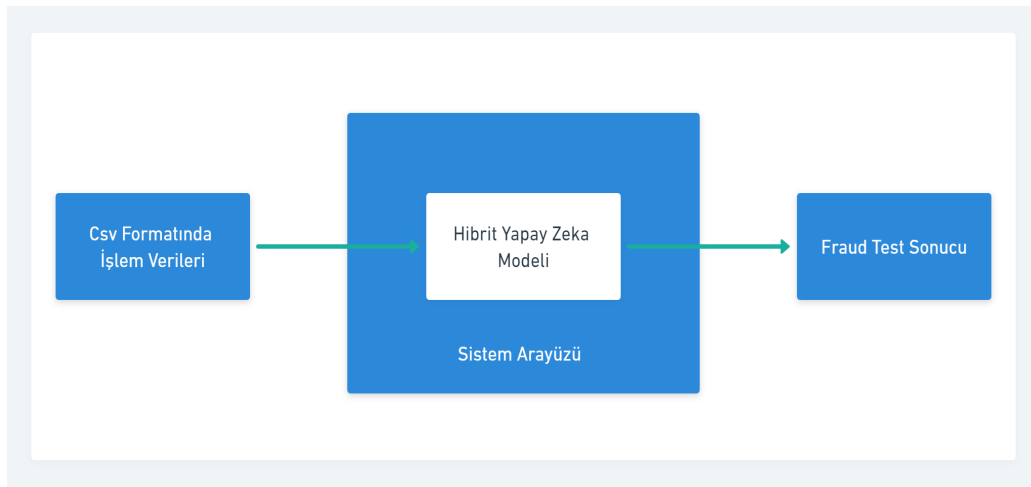 Csv Formatında
İşlem Verileri
Hibrit Yapay Zeka
Modeli
Sistem Arayüzü
Fraud Test Sonucu